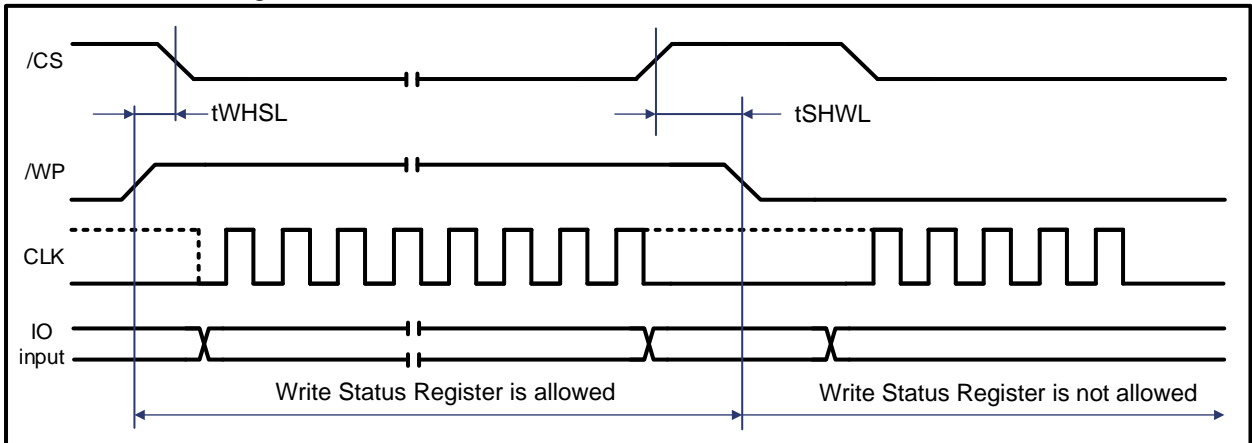 /CS
tWHSL
tSHWL
/WP
CLK
IO
input
Write Status Register is allowed
Write Status Register is not allowed